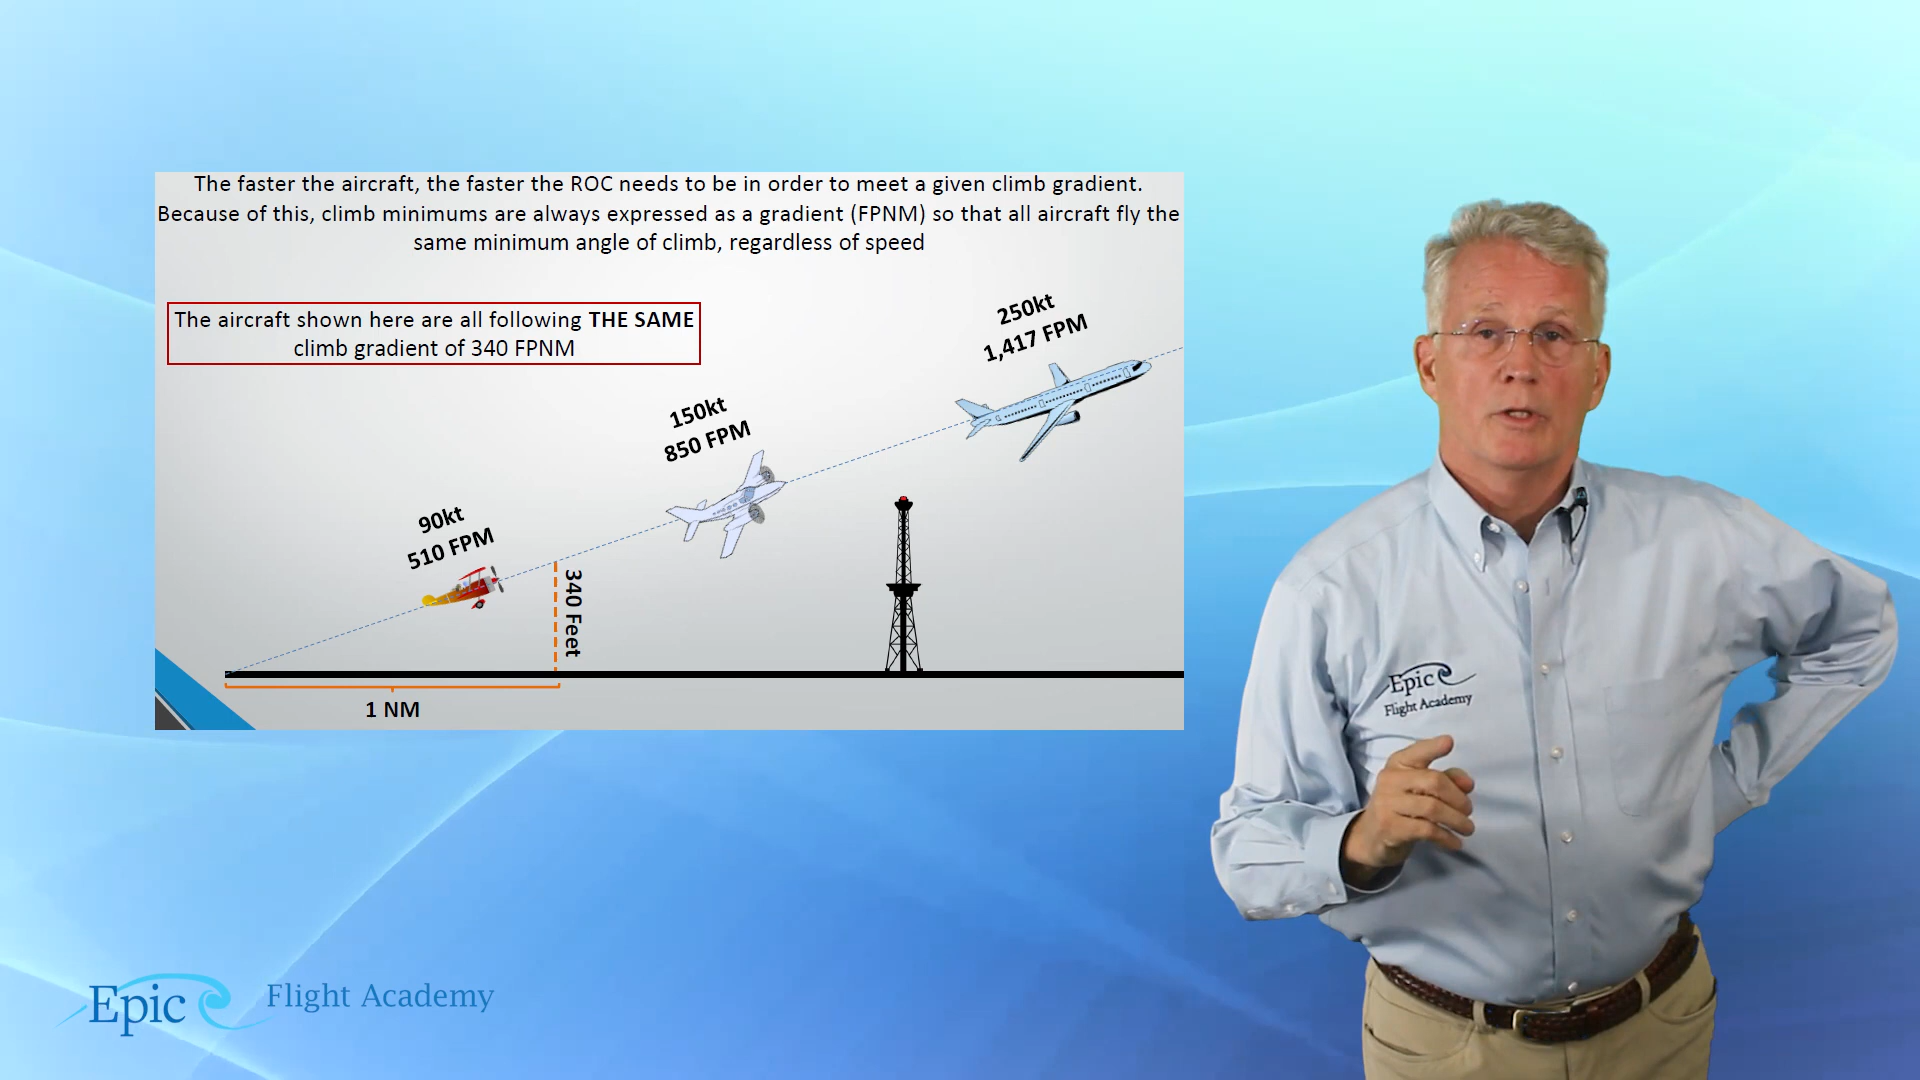 The faster the aircraft, the faster the ROC needs to be in order to meet a given climb gradient.
Because of this, climb minimums are always expressed as a gradient (FPNM) so that all aircraft fly the
same minimum angle of climb, regardless of speed
The aircraft shown here are all following THE SAME
climb gradient of 340 FPNM
250kt
1,417 FPM
150kt
850 FPM
90kt
510 FPM
340 Feet
1 NM
Epic
Flight Academy
Epic Flight Academy